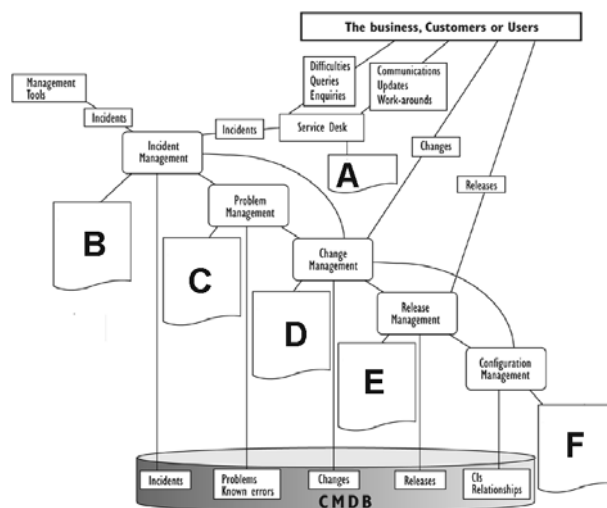 The business, Customers or Users
Difficulties
Queries
Enquiries
Communications
Updates
Work-arounds
Management
Tools
Incidents
Incidents
Service Desk
Changes
Incident
Management
A
Releases
Problem
Management
B
C
Change
Management
D
Release
Management
E
Configuration
Management
F
Incidents
Problems
Known errors
Changes
Releases
CIs
Relationships
CMDB